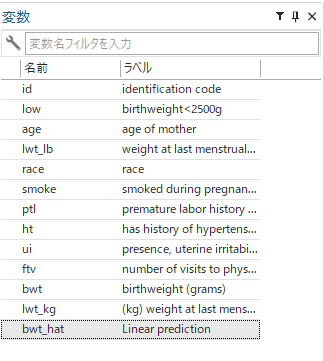 変数
変数名フィルタを入力
名前 ラベル
id identification code
low birthweight<2500g
age age of mother
lwt_lb weight at last menstrual...
race race
smoke smoked during pregnan...
ptl premature labor history ...
ht has history of hypertens...
ui presence, uterine irritabi...
ftv number of visits to phys...
bwt birthweight (grams)
lwt_kg (kg) weight at last mens...
bwt_hat Linear prediction